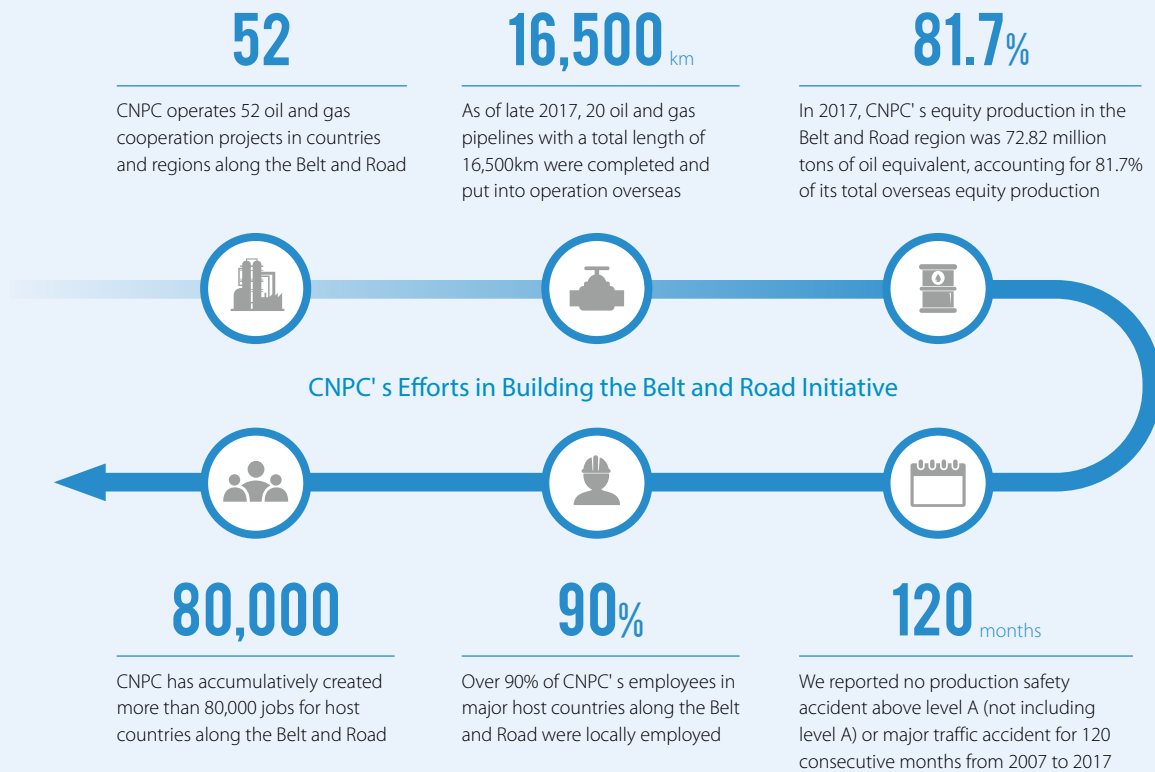 52
CNPC operates 52 oil and gas
cooperation projects in countries
and regions along the Belt and Road
16,500 km
As of late 2017, 20 oil and gas
pipelines with a total length of
16,500km were completed and
put into operation overseas
81.7%
In 2017, CNPC' s equity production in the
Belt and Road region was 72.82 million
tons of oil equivalent, accounting for 81.7%
of its total overseas equity production
CNPC' s Efforts in Building the Belt and Road Initiative
80,000
CNPC has accumulatively created
more than 80,000 jobs for host
countries along the Belt and Road
90%
Over 90% of CNPC' s employees in
major host countries along the Belt
and Road were locally employed
120 months
We reported no production safety
accident above level A (not including
level A) or major traffic accident for 120
consecutive months from 2007 to 2017